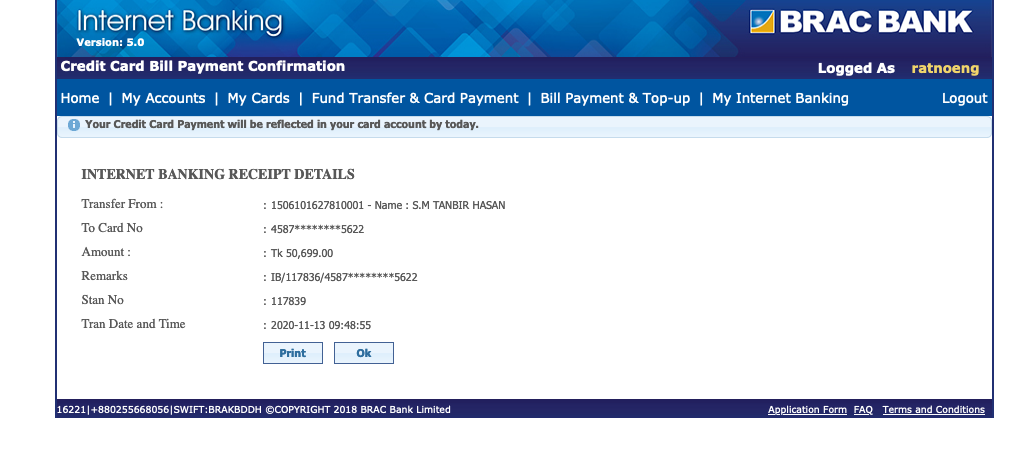 Internet Banking
Version: 5.0
BRAC BANK
Credit Card Bill Payment Confirmation
Logged As ratnoeng
Home | My Accounts | My Cards | Fund Transfer & Card Payment | Bill Payment & Top-up | My Internet Banking Logout
Your Credit Card Payment will be reflected in your card account by today.
INTERNET BANKING RECEIPT DETAILS
Transfer From : : 1506101627810001 - Name : S.M TANBIR HASAN
To Card No : 4587********5622
Amount : : Tk 50,699.00
Remarks : IB/117836/4587********5622
Stan No : 117839
Tran Date and Time : 2020-11-13 09:48:55
Print Ok
16221|+880255668056|SWIFT:BRAKBDDH ©COPYRIGHT 2018 BRAC Bank Limited Application Form FAQ Terms and Conditions